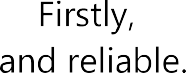 Firstly,
and reliable.